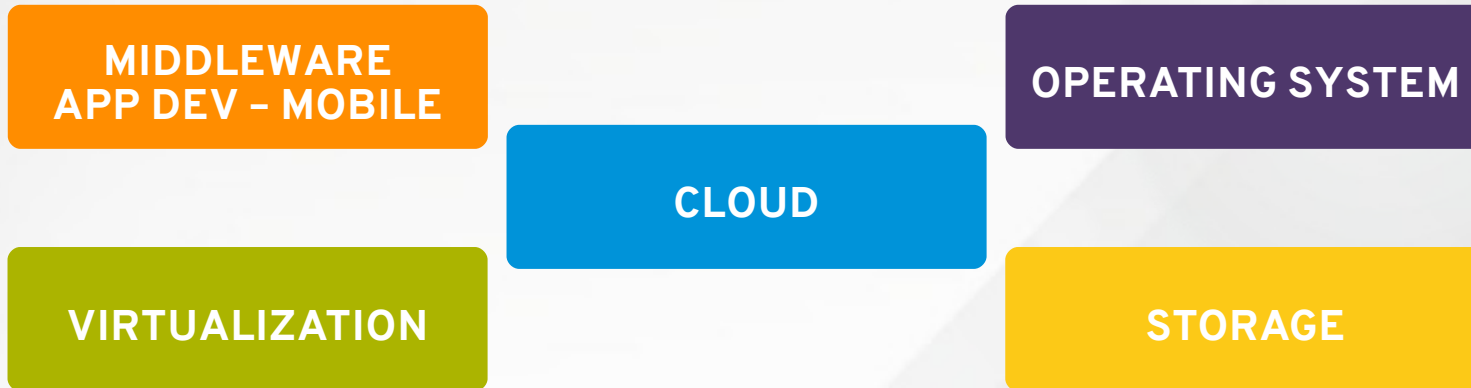 MIDDLEWARE
APP DEV – MOBILE
OPERATING SYSTEM
CLOUD
VIRTUALIZATION
STORAGE